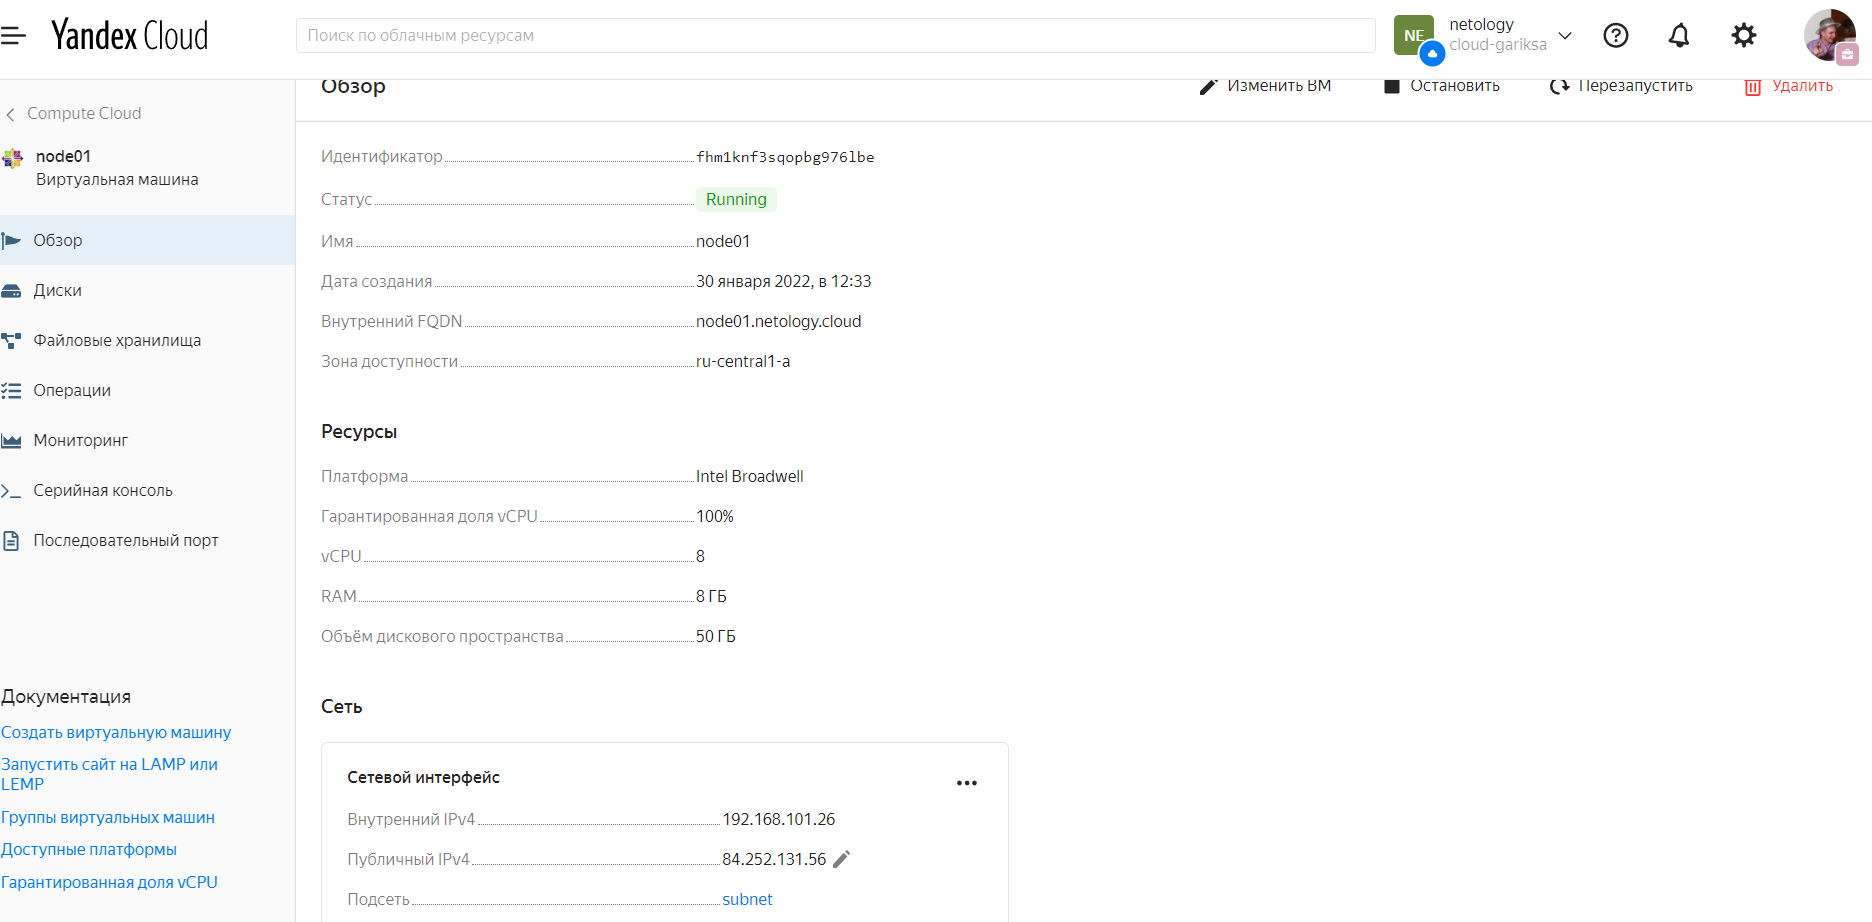 Yandex Cloud
Поиск по облачным ресурсам
NE
netology
cloud-gariksa
Compute Cloud
node01
Виртуальная машина
Обзор
Диски
Файловые хранилища
Операции
Мониторинг
Серийная консоль
Последовательный порт
Документация
Создать виртуальную машину
Запустить сайт на LAMP или
LEMP
Группы виртуальных машин
Доступные платформы
Гарантированная доля vCPU
Обзор
Изменить ВМ
Остановить
Перезапустить
Удалить
Идентификатор fhm1knf3sqopbg976lbe
Статус Running
Имя node01
Дата создания 30 января 2022, в 12:33
Внутренний FQDN node01.netology.cloud
Зона доступности ru-central1-a
Ресурсы
Платформа Intel Broadwell
Гарантированная доля vCPU 100%
vCPU 8
RAM 8 ГБ
Объём дискового пространства 50 ГБ
Сеть
Сетевой интерфейс
Внутренний IPv4 192.168.101.26
Публичный IPv4 84.252.131.56
Подсеть subnet